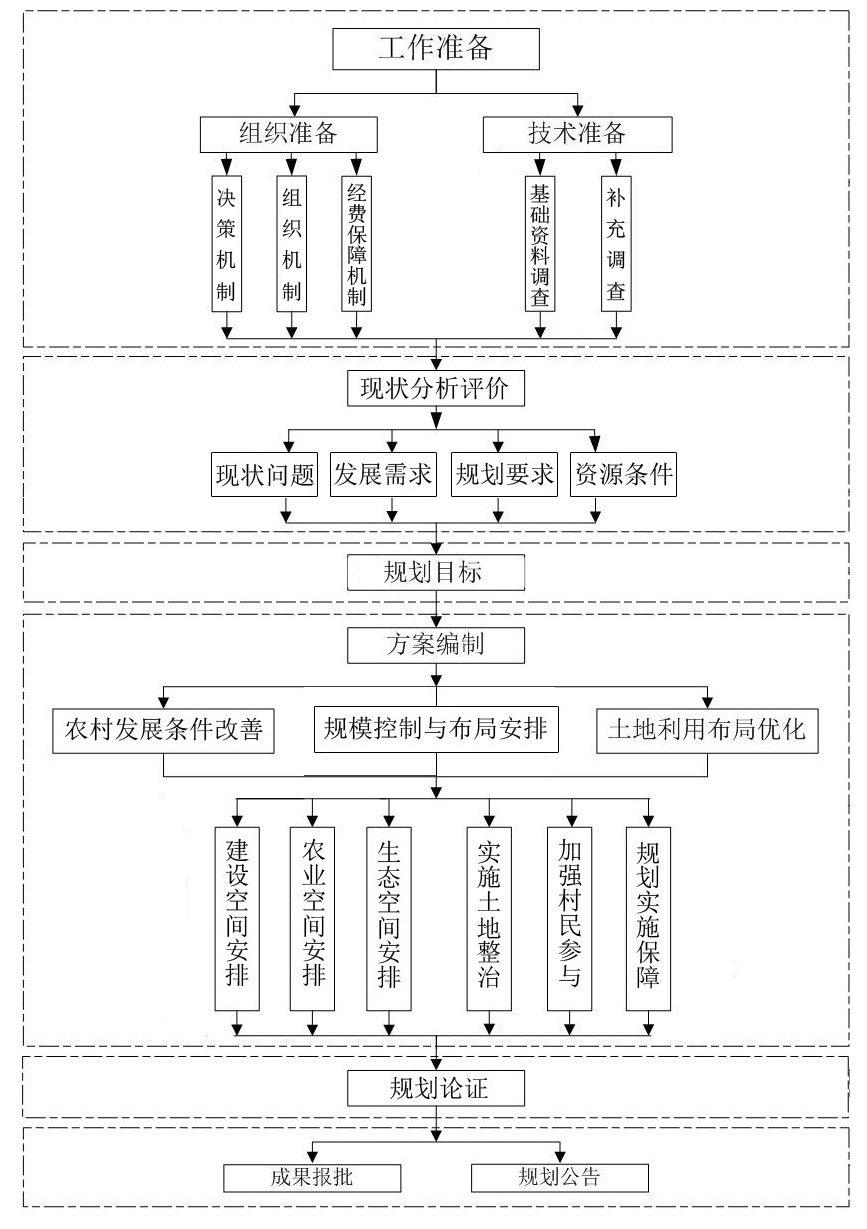 工作准备
组织准备
技术准备
决策机制
组织机制
经费保障机制
基础资料调查
补充调查
现状分析评价
现状问题
发展需求
规划要求
资源条件
规划目标
方案编制
农村发展条件改善
规模控制与布局安排
土地利用布局优化
建设空间安排
农业空间安排
生态空间安排
实施土地整治
加强村民参与
规划实施保障
规划论证
成果报批
规划公告